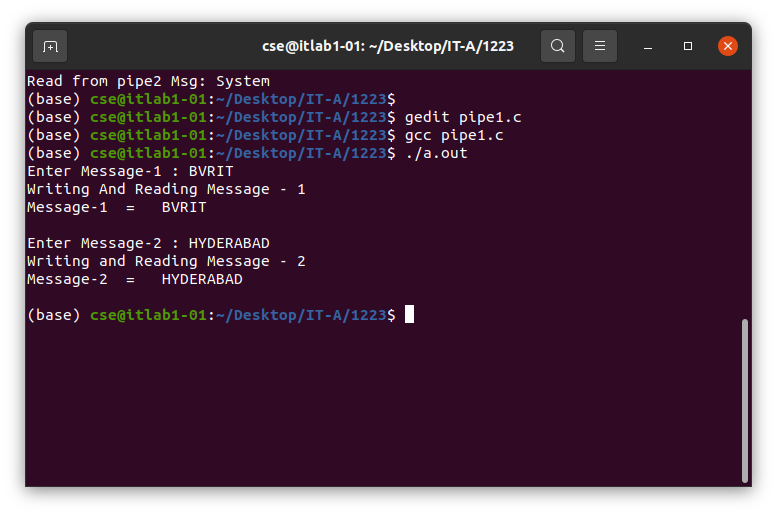 cse@itlab1-01: ~/Desktop/IT-A/1223
Read from pipe2 Msg: System
(base) cse@itlab1-01:~/Desktop/IT-A/1223$
(base) cse@itlab1-01:~/Desktop/IT-A/1223$ gedit pipe1.c
(base) cse@itlab1-01:~/Desktop/IT-A/1223$ gcc pipe1.c
(base) cse@itlab1-01:~/Desktop/IT-A/1223$ ./a.out
Enter Message-1 : BVRIT
Writing And Reading Message - 1
Message-1  =   BVRIT
Enter Message-2 : HYDERABAD
Writing and Reading Message - 2
Message-2  =   HYDERABAD
(base) cse@itlab1-01:~/Desktop/IT-A/1223$